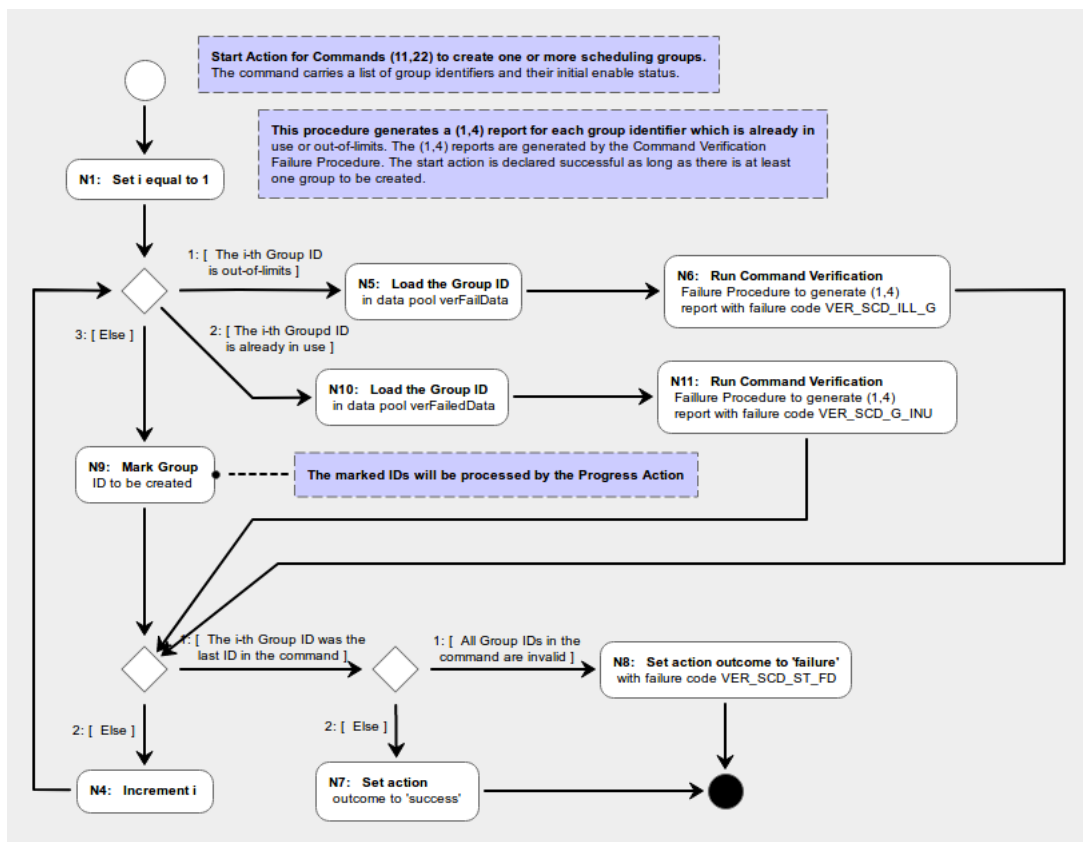 Start Action for Commands (11,22) to create one or more scheduling groups.
The command carries a list of group identifiers and their initial enable status.
This procedure generates a (1,4) report for each group identifier which is already in
use or out-of-limits. The (1,4) reports are generated by the Command Verification
Failure Procedure. The start action is declared successful as long as there is at least
one group to be created.
N1: Set i equal to 1
1: [ The i-th Group ID
is out-of-limits ]
N5: Load the Group ID
in data pool verFailData
N6: Run Command Verification
Failure Procedure to generate (1,4)
report with failure code VER_SCD_ILL_G
3: [ Else ]
2: [ The i-th Groupd ID
is already in use ]
N10: Load the Group ID
in data pool verFailedData
N11: Run Command Verification
Faillure Procedure to generate (1,4)
report with failure code VER_SCD_G_INU
N9: Mark Group
ID to be created
The marked IDs will be processed by the Progress Action
1: [ The i-th Group ID was the
last ID in the command ]
1: [ All Group IDs in the
command are invalid ]
N8: Set action outcome to 'failure'
with failure code VER_SCD_ST_FD
2: [ Else ]
2: [ Else ]
N4: Increment i
N7: Set action
outcome to 'success'